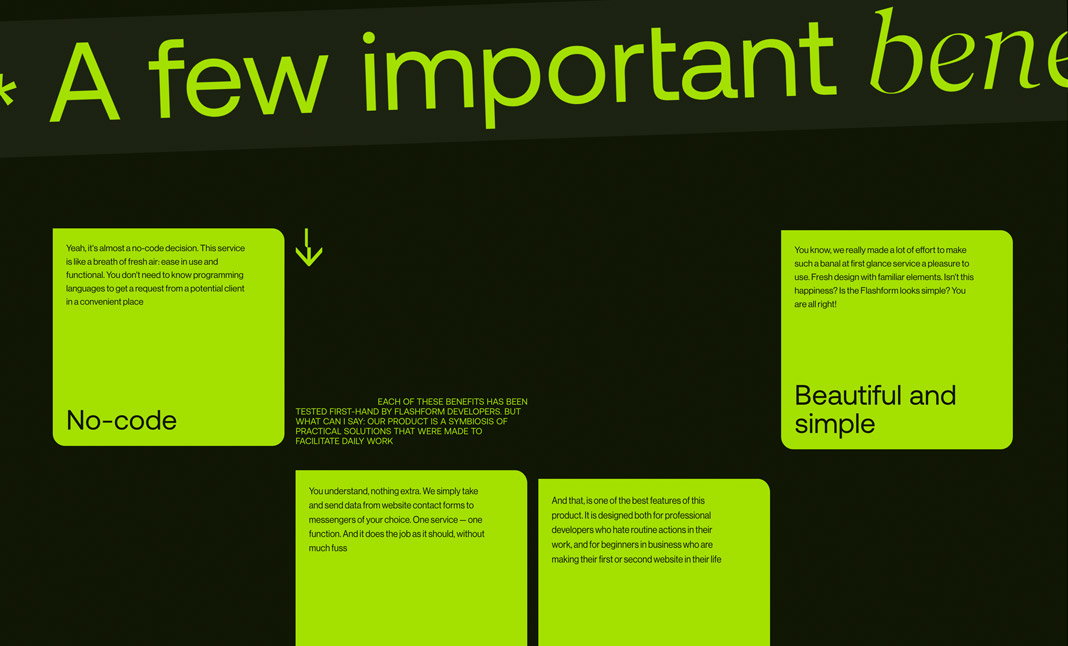 * A few important bene
Yeah, it's almost a no-code decision. This service
is like a breath of fresh air: ease in use and
functional. You don't need to know programming
languages to get a request from a potential client
in a convenient place
No-code
EACH OF THESE BENEFITS HAS BEEN
TESTED FIRST-HAND BY FLASHFORM DEVELOPERS. BUT
WHAT CAN I SAY: OUR PRODUCT IS A SYMBIOSIS OF
PRACTICAL SOLUTIONS THAT WERE MADE TO
FACILITATE DAILY WORK
You know, we really made a lot of effort to make
such a banal at first glance service a pleasure to
use. Fresh design with familiar elements. Isn't this
happiness? Is the Flashform looks simple? You
are all right!
Beautiful and
simple
You understand, nothing extra. We simply take
and send data from website contact forms to
messengers of your choice. One service — one
function. And it does the job as it should, without
much fuss
And that, is one of the best features of this
product. It is designed both for professional
developers who hate routine actions in their
work, and for beginners in business who are
making their first or second website in their life